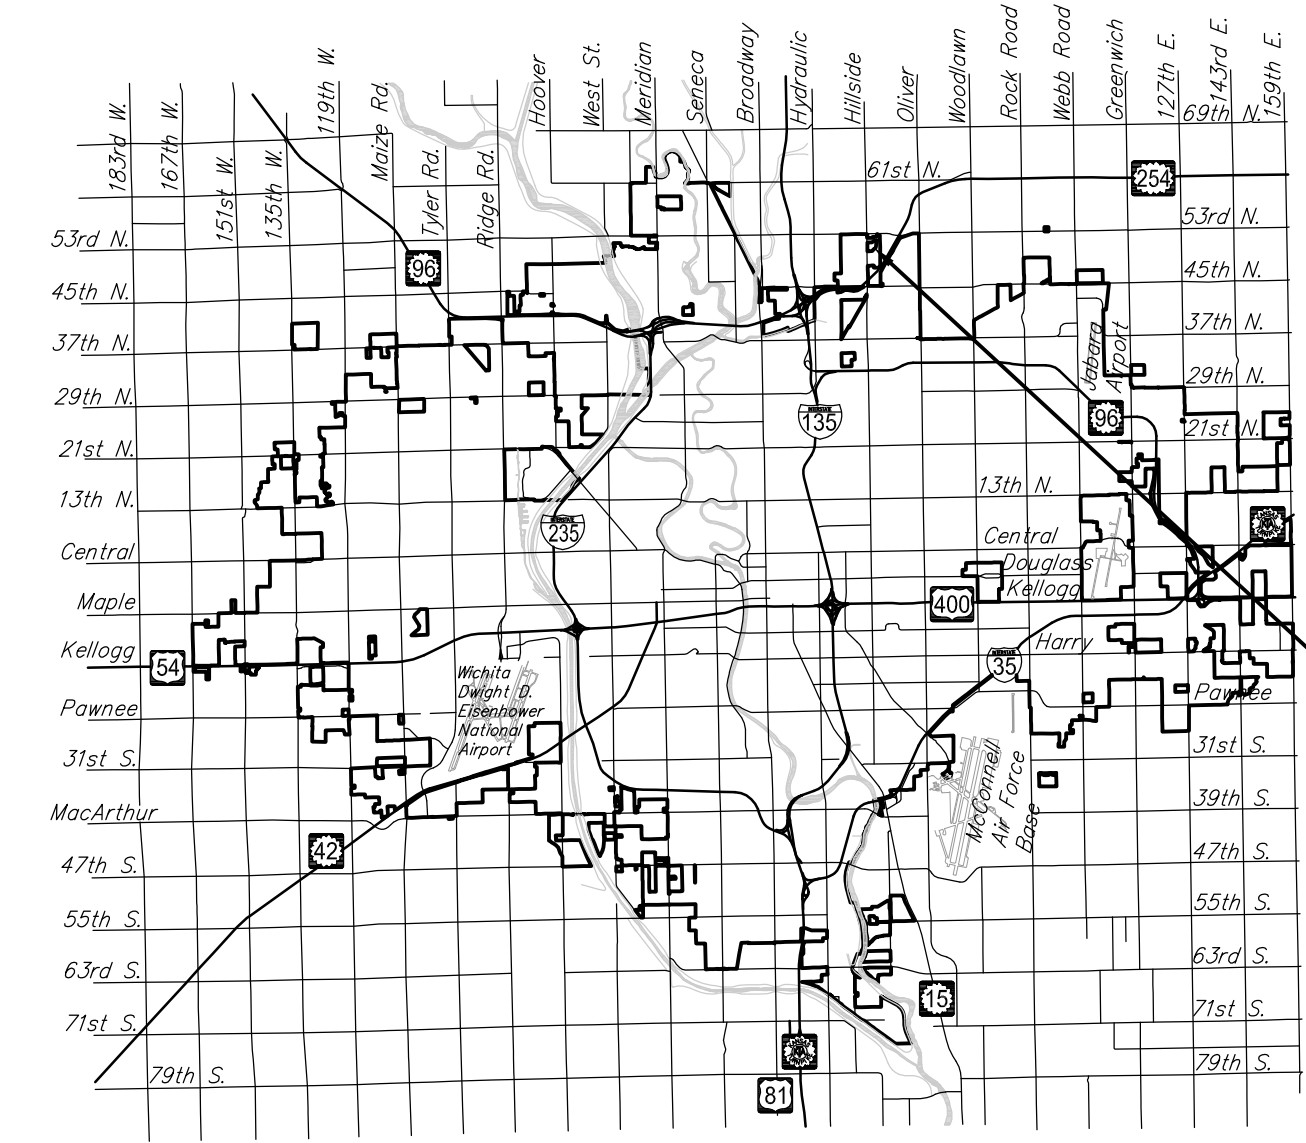 183rd W.
167th W.
151st W.
135th W.
119th W.
Maize Rd.
Tyler Rd.
Ridge Rd.
Hoover
West St.
Meridian
Seneca
Broadway
Hydraulic
Hillside
Oliver
Woodlawn
Rock Road
Webb Road
Greenwich
127th E.
143rd E.
159th E.
69th N.
61st N.
254
53rd N.
53rd N.
96
45th N.
45th N.
37th N.
37th N.
Jabara
Airport
29th N.
29th N.
INTERSTATE
135
96
21st N.
21st N.
13th N.
13th N.
INTERSTATE
235
Central
Central
Douglass
Kellogg
Maple
400
Kellogg
54
Harry
INTERSTATE
35
Wichita
Dwight D.
Eisenhower
National
Airport
Pawnee
Pawnee
31st S.
31st S.
McConnell
Air Force
Base
39th S.
MacArthur
42
47th S.
47th S.
55th S.
55th S.
63rd S.
63rd S.
15
71st S.
71st S.
KANSAS
79th S.
79th S.
81